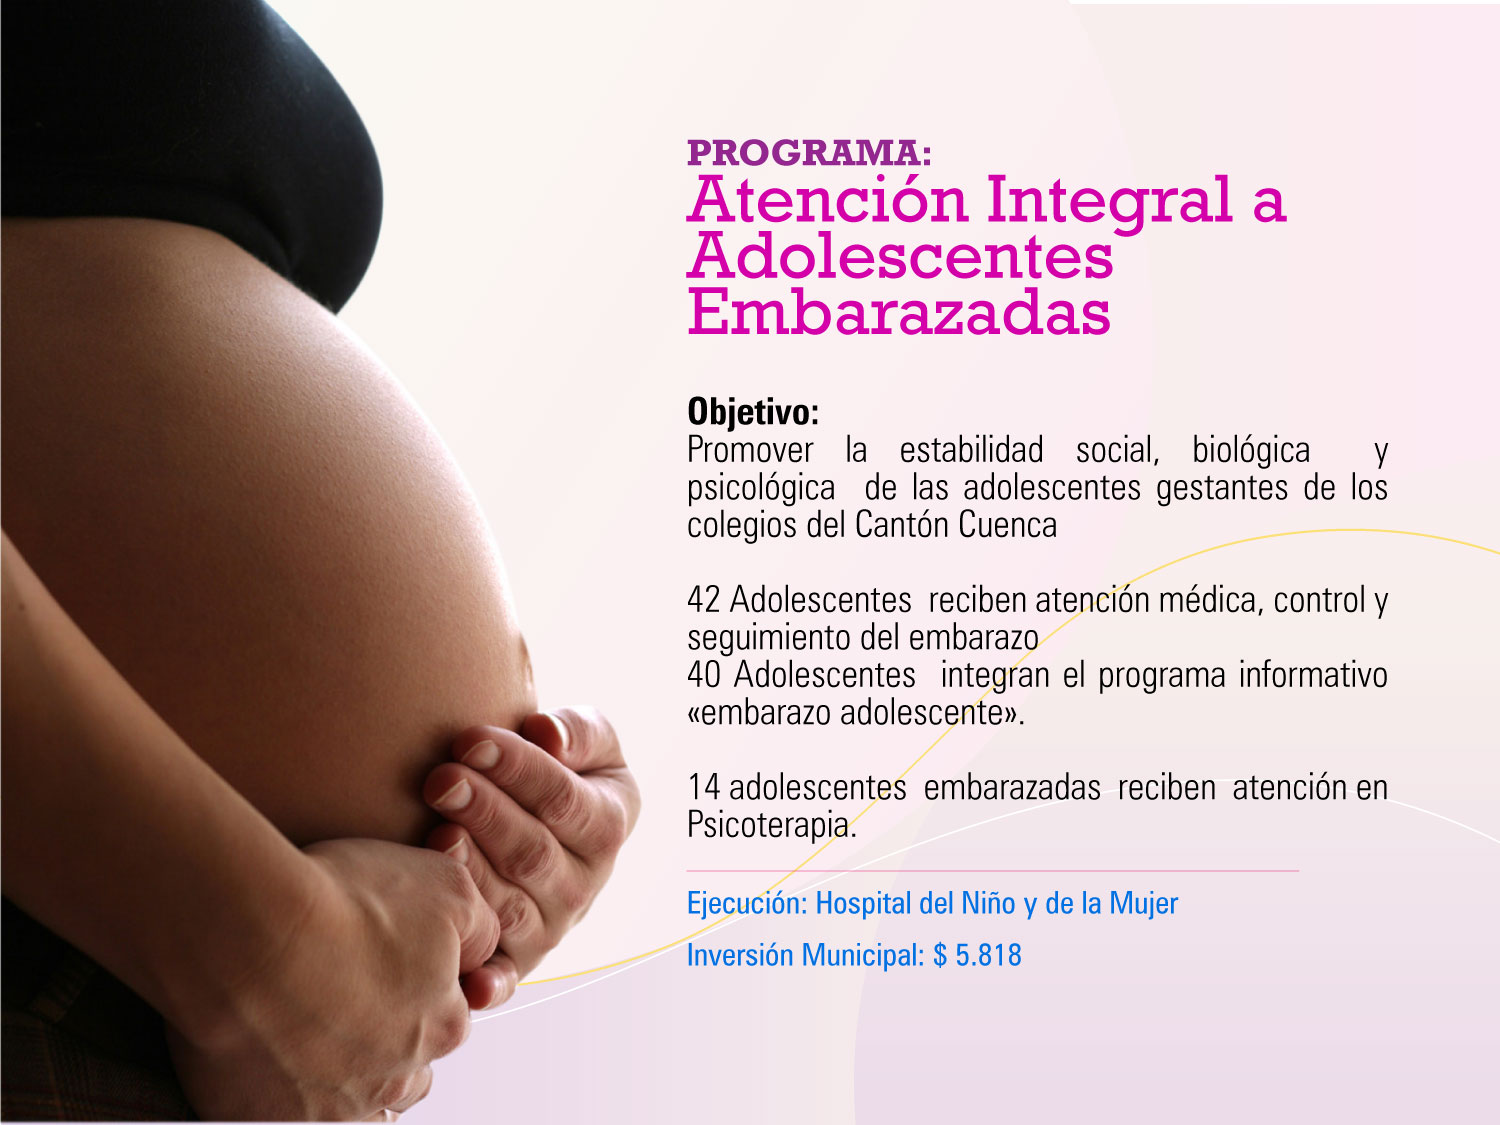 PROGRAMA:
Atención Integral a
Adolescentes
Embarazadas
Objetivo:
Promover la estabilidad social, biológica y
psicológica de las adolescentes gestantes de los
colegios del Cantón Cuenca
42 Adolescentes reciben atención médica, control y
seguimiento del embarazo
40 Adolescentes integran el programa informativo
«embarazo adolescente».
14 adolescentes embarazadas reciben atención en
Psicoterapia.
Ejecución: Hospital del Niño y de la Mujer
Inversión Municipal: $ 5.818